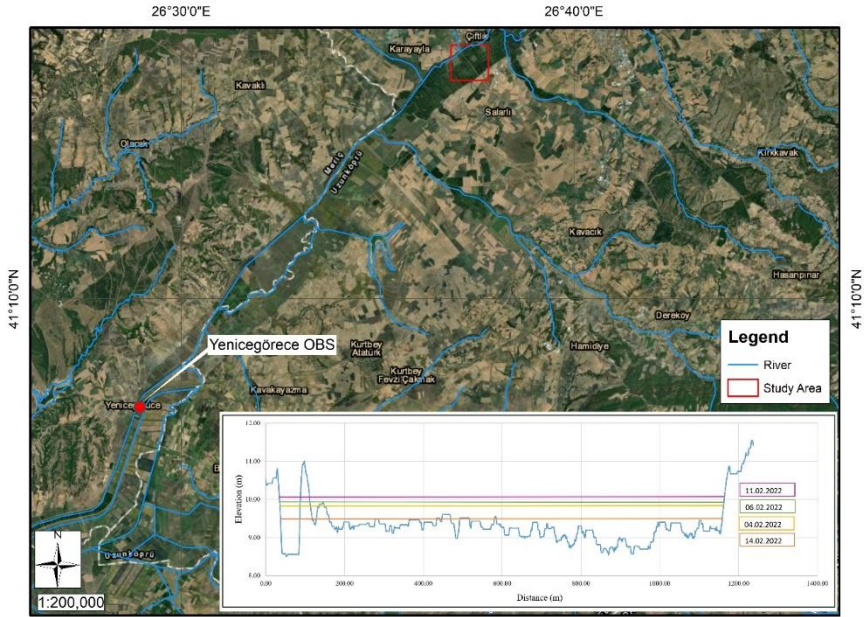 26°30'0"E
26°40'0"E
Çiftlik
Karayayla
Kavaklı
Salarlı
Olacak
Kırkkavak
Meriç
Uzunköprü
Kavacık
41°10'0"N
41°10'0"N
Hasanpınar
Dereköy
Yenicegörece OBS
Legend
River
Study Area
Kurtbey
Atatürk
Hamidiye
Kurtbey
Fevzi Çakmak
Kavakayazma
Uzunköprü
N
1:200,000
12.00
11.00
10.00
9.00
8.00
Elevation (m)
11.02.2022
06.02.2022
04.02.2022
14.02.2022
0.00 200.00 400.00 600.00 800.00 1000.00 1200.00 1400.00
Distance (m)